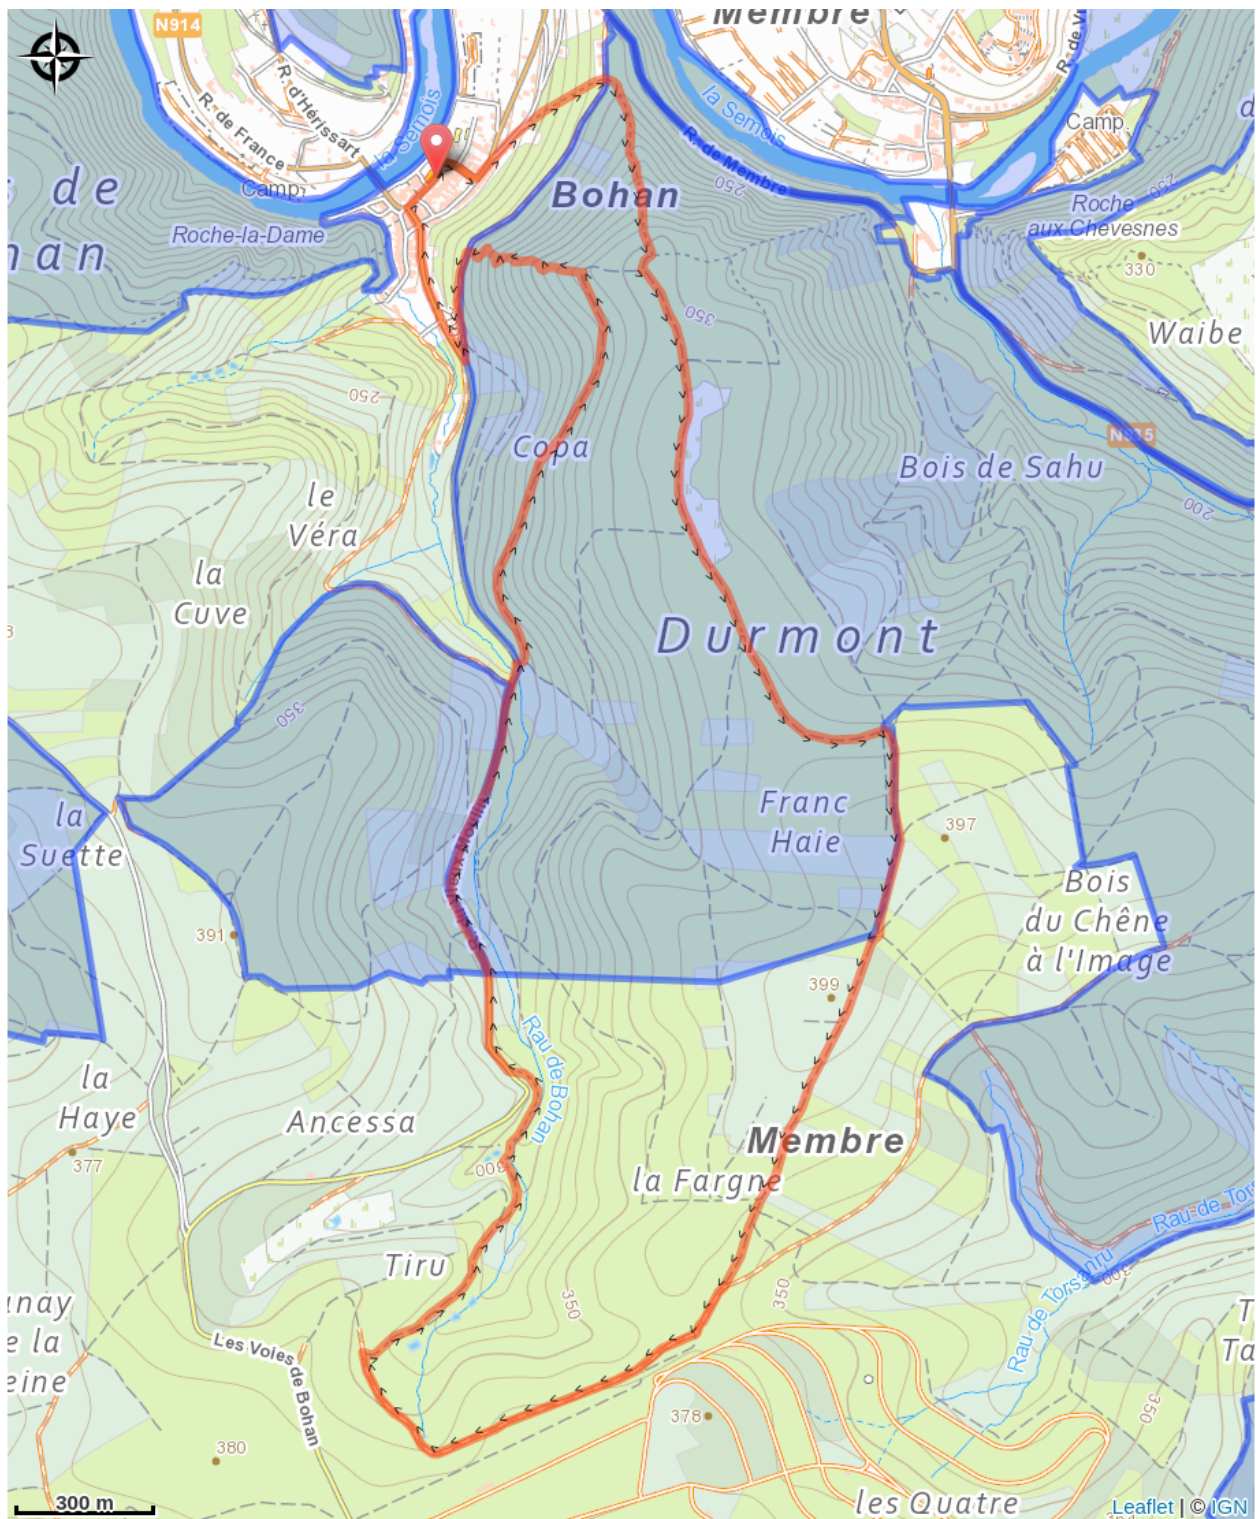 N914
Membre
R. d'Hérissart
R. de France
la Semois
la Semois
R. de Membre
Camp.
Camp.
de
Bohan
250
250
Roche-la-Dame
Roche
aux Chevesnes
330
350
Waibe
250
N935
Copa
Bois de Sahu
200
le
Véra
la
Cuve
Durmont
350
la
Suette
Franc
Haie
397
Bois
du Chêne
à l'Image
391
399
Rau de Bohan
la
Haye
377
Ancessa
300
Membre
la Fargne
Tiru
350
350
Rau de Torsanru
300
Les Voies de Bohan
378
350
380
300 m
les Quatre
Leaflet | © IGN